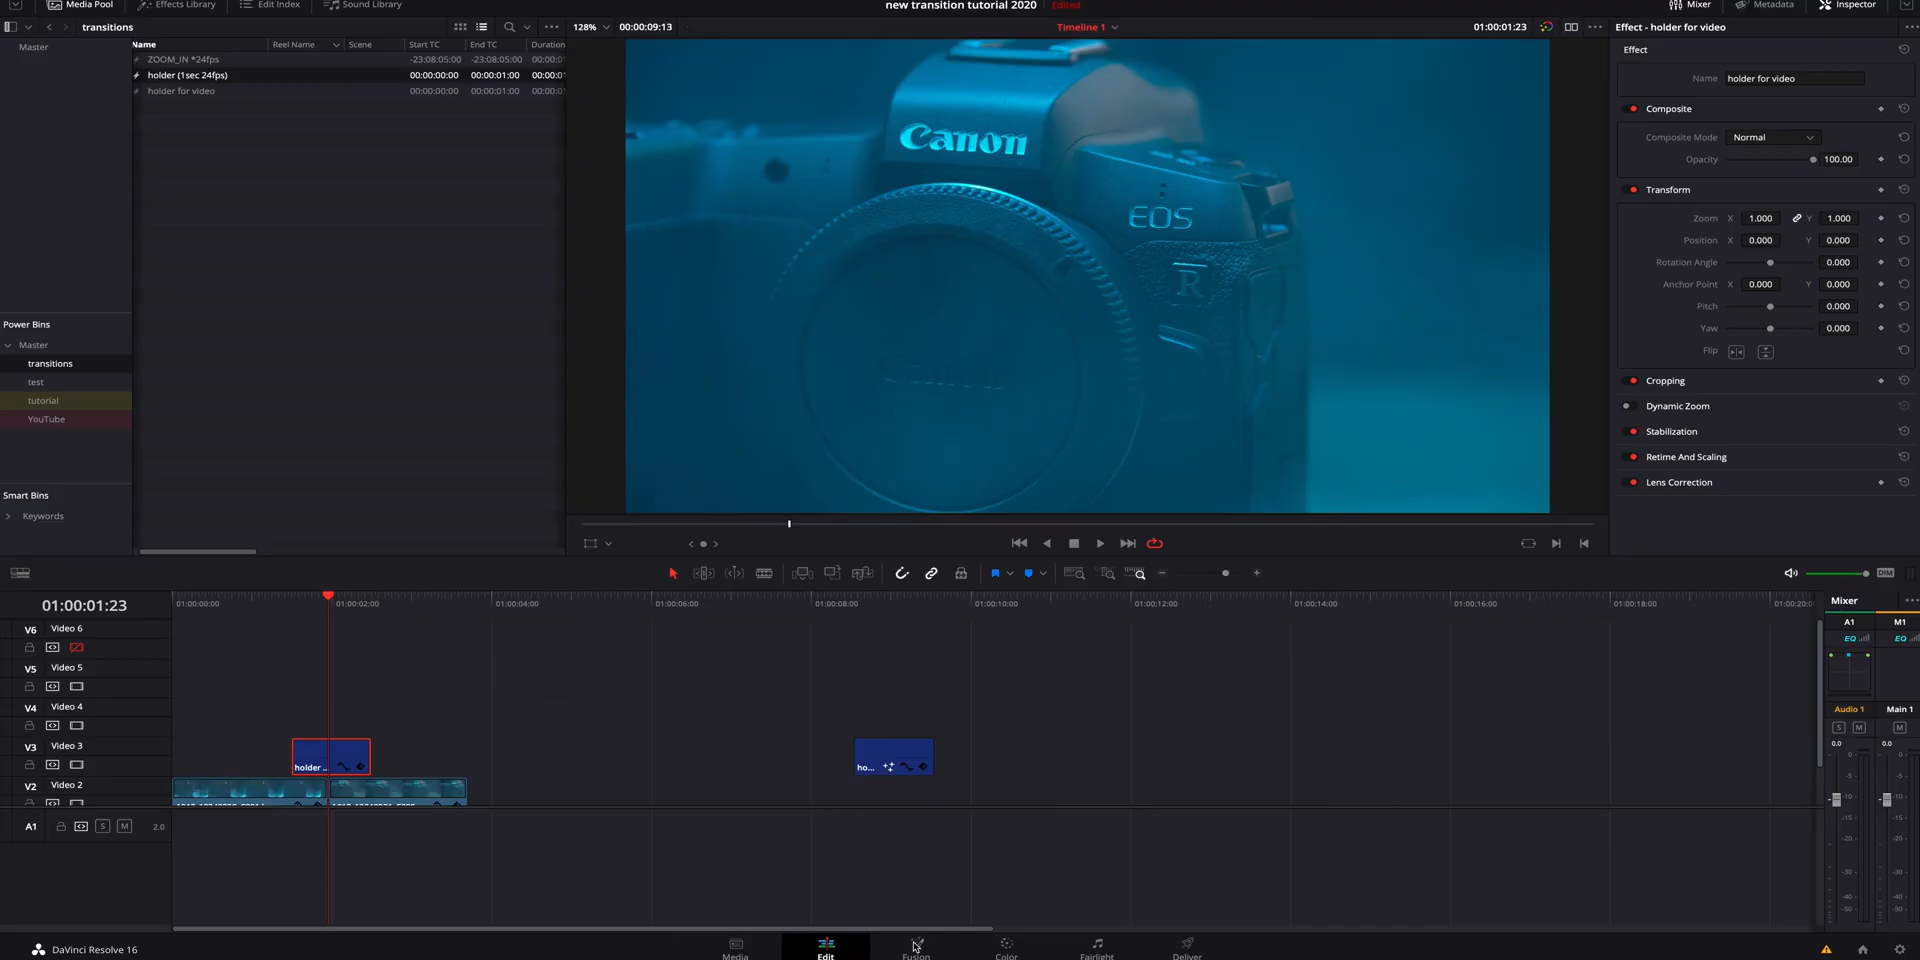 Media Pool Effects Library Edit Index Sound Library new transition tutorial 2020 Edited Mixer Metadata Inspector
transitions 128% 00:00:09:13 Timeline 1 01:00:01:23 Effect - holder for video
Master
Name Reel Name Scene Start TC End TC Duration
ZOOM_IN *24fps -23:08:05:00 -23:08:05:00 00:00:0
holder (1sec 24fps) 00:00:00:00 00:00:01:00 00:00:0
holder for video 00:00:00:00 00:00:01:00 00:00:0
Power Bins
Master
transitions
test
tutorial
YouTube
Smart Bins
Keywords
Canon
EOS
R
Canon
Effect
Name holder for video
Composite
Composite Mode Normal
Opacity 100.00
Transform
Zoom X 1.000 Y 1.000
Position X 0.000 Y 0.000
Rotation Angle 0.000
Anchor Point X 0.000 Y 0.000
Pitch 0.000
Yaw 0.000
Flip
Cropping
Dynamic Zoom
Stabilization
Retime And Scaling
Lens Correction
DIM
01:00:01:23 01:00:00:00 01:00:02:00 01:00:04:00 01:00:06:00 01:00:08:00 01:00:10:00 01:00:12:00 01:00:14:00 01:00:16:00 01:00:18:00 01:00:20:0
V6 Video 6
V5 Video 5
V4 Video 4
V3 Video 3
holder ... ho...
V2 Video 2
A1 S M 2.0
Mixer
A1 M1
EQ EQ
Audio 1 Main 1
S M M
0.0 0.0
0 0
-5 -5
-10 -10
-15 -15
-20 -20
-30 -30
-40 -40
-50 -50
DaVinci Resolve 16
Media Edit Fusion Color Fairlight Deliver